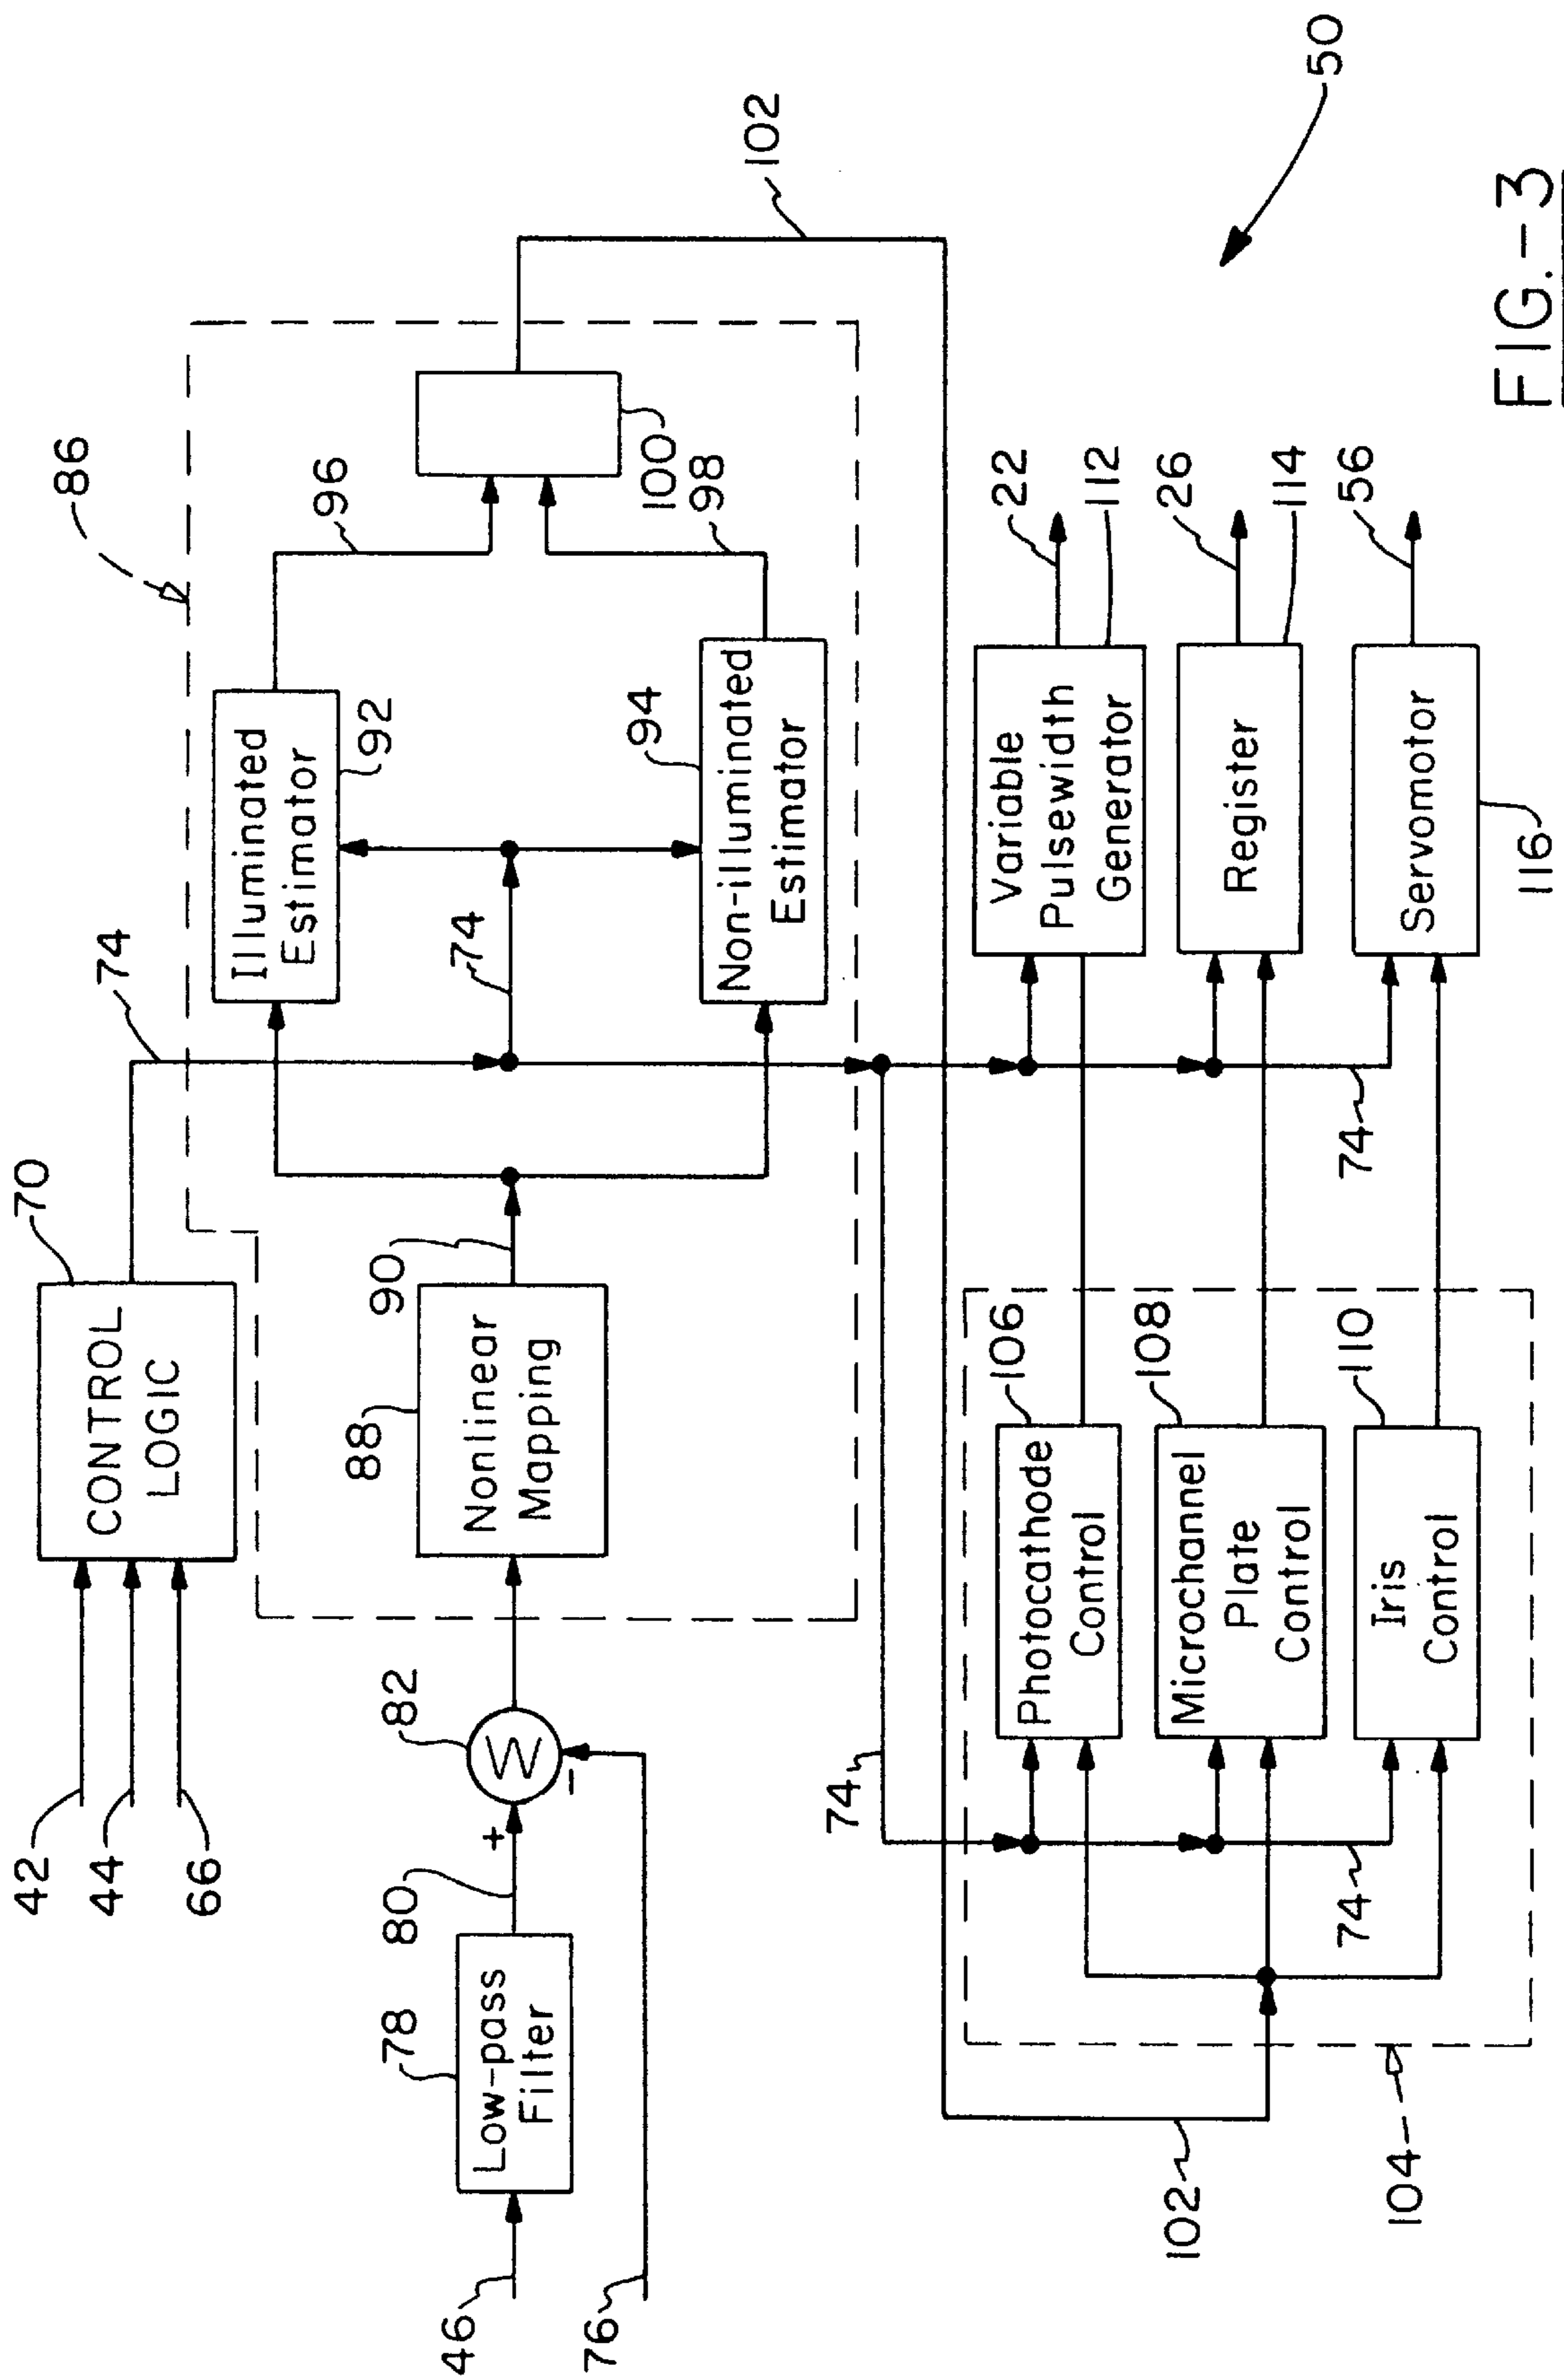 70
CONTROL
LOGIC
42
44
66
74
86
Illuminated
Estimator
92
96
102
78
Low-pass
Filter
46
80
+
Σ
82
-
76
88
Nonlinear
Mapping
90
74
94
Non-illuminated
Estimator
98
100
74
102
104
106
Photocathode
Control
108
Microchannel
Plate
Control
110
Iris
Control
74
Variable
Pulsewidth
Generator
22
112
Register
26
114
Servomotor
56
116
74
50
FIG.-3